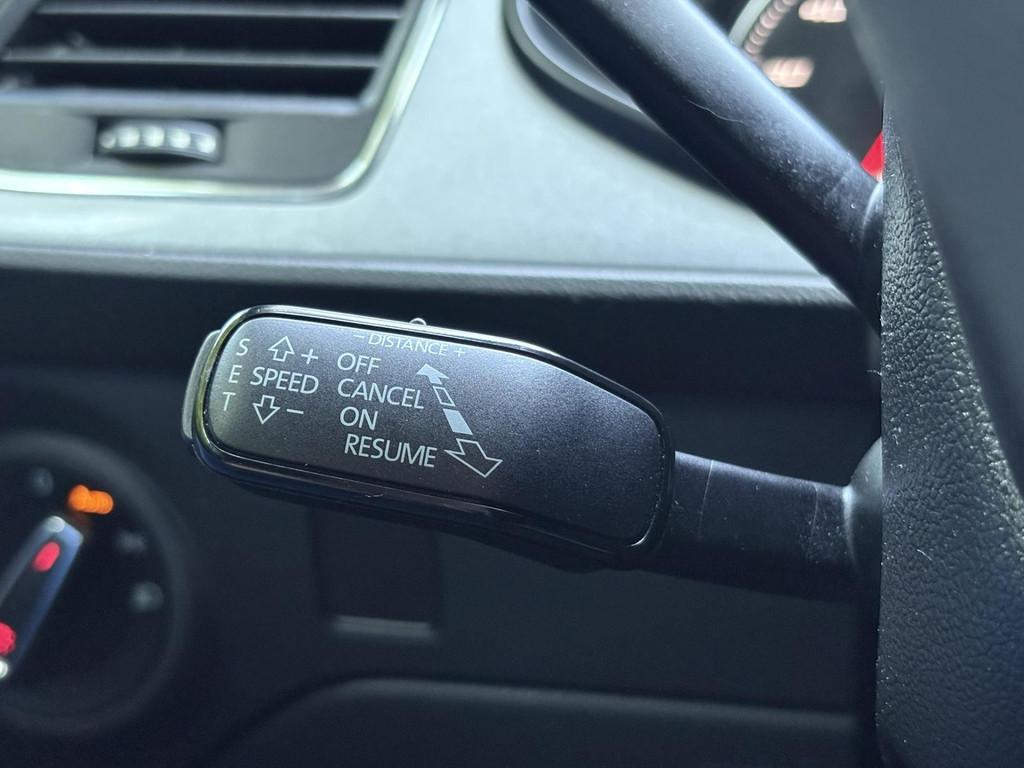 - DISTANCE +
S E T
+
SPEED
-
OFF
CANCEL
ON
RESUME